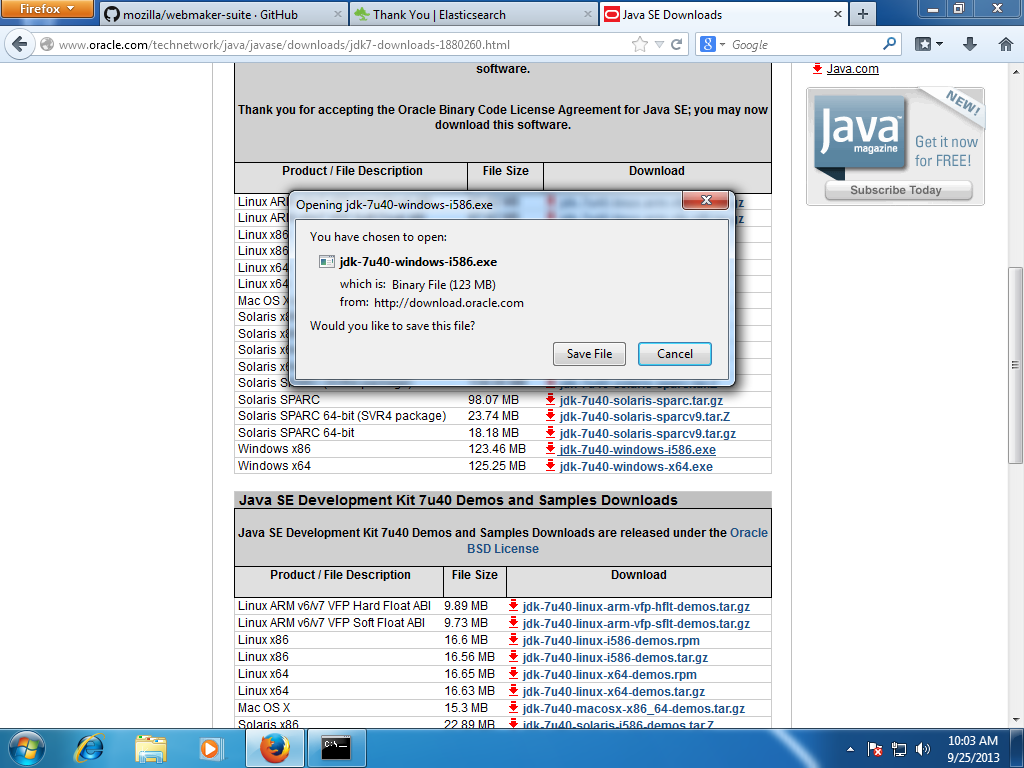 Firefox
mozilla/webmaker-suite · GitHub
Thank You | Elasticsearch
Java SE Downloads
www.oracle.com/technetwork/java/javase/downloads/jdk7-downloads-1880260.html
Google
software.
Thank you for accepting the Oracle Binary Code License Agreement for Java SE; you may now
download this software.
Product / File Description File Size Download
Opening jdk-7u40-windows-i586.exe
You have chosen to open:
jdk-7u40-windows-i586.exe
which is: Binary File (123 MB)
from: http://download.oracle.com
Would you like to save this file?
Save File Cancel
Linux ARM
Linux ARM
Linux x86
Linux x86
Linux x64
Linux x64
Mac OS X
Solaris
Solaris
Solaris
Solaris
Solaris
Solaris SPARC 98.07 MB jdk-7u40-solaris-sparc.tar.gz
Solaris SPARC 64-bit (SVR4 package) 23.74 MB jdk-7u40-solaris-sparcv9.tar.Z
Solaris SPARC 64-bit 18.18 MB jdk-7u40-solaris-sparcv9.tar.gz
Windows x86 123.46 MB jdk-7u40-windows-i586.exe
Windows x64 125.25 MB jdk-7u40-windows-x64.exe
Java SE Development Kit 7u40 Demos and Samples Downloads
Java SE Development Kit 7u40 Demos and Samples Downloads are released under the Oracle
BSD License
Product / File Description File Size Download
Linux ARM v6/v7 VFP Hard Float ABI 9.89 MB jdk-7u40-linux-arm-vfp-hflt-demos.tar.gz
Linux ARM v6/v7 VFP Soft Float ABI 9.73 MB jdk-7u40-linux-arm-vfp-sflt-demos.tar.gz
Linux x86 16.6 MB jdk-7u40-linux-i586-demos.rpm
Linux x86 16.56 MB jdk-7u40-linux-i586-demos.tar.gz
Linux x64 16.65 MB jdk-7u40-linux-x64-demos.rpm
Linux x64 16.63 MB jdk-7u40-linux-x64-demos.tar.gz
Mac OS X 15.3 MB jdk-7u40-macosx-x86_64-demos.tar.gz
Solaris x86 22.89 MB jdk-7u40-solaris-i586-demos.tar.Z
Java.com
NEW!
Java
magazine
Get it now
for FREE!
Subscribe Today
C:\
10:03 AM
9/25/2013